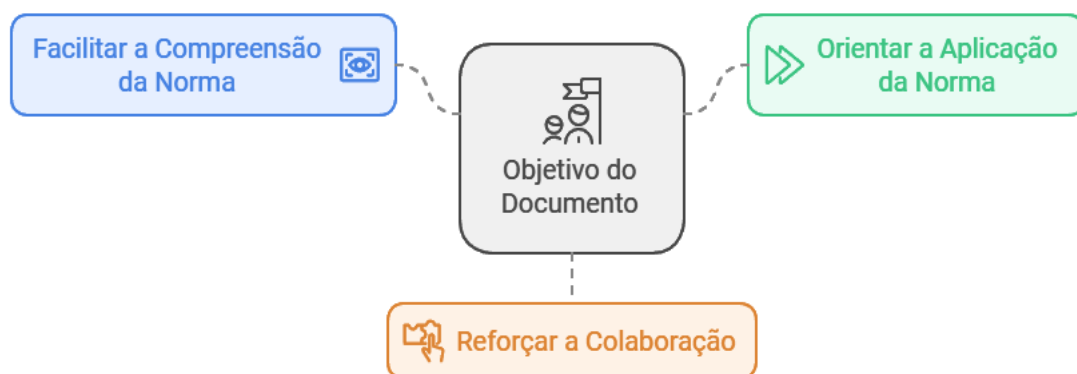 Facilitar a Compreensão
da Norma
Orientar a Aplicação
da Norma
Objetivo do
Documento
Reforçar a Colaboração